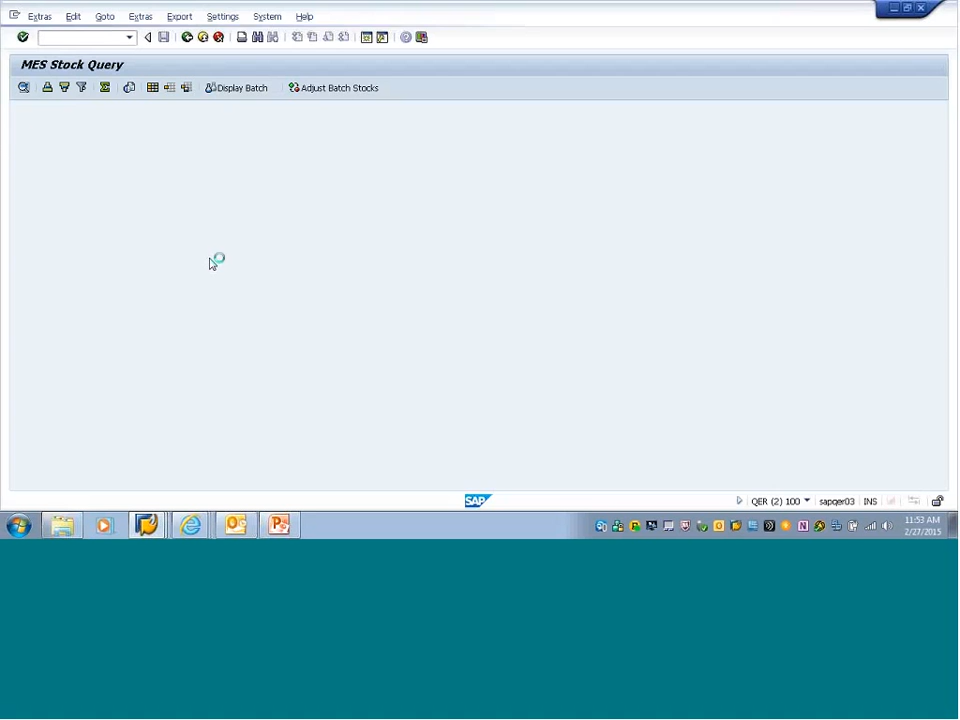 Extras Edit Goto Extras Export Settings System Help
MES Stock Query
Display Batch Adjust Batch Stocks
SAP
QER (2) 100 sapqer03 INS
11:53 AM
2/27/2015